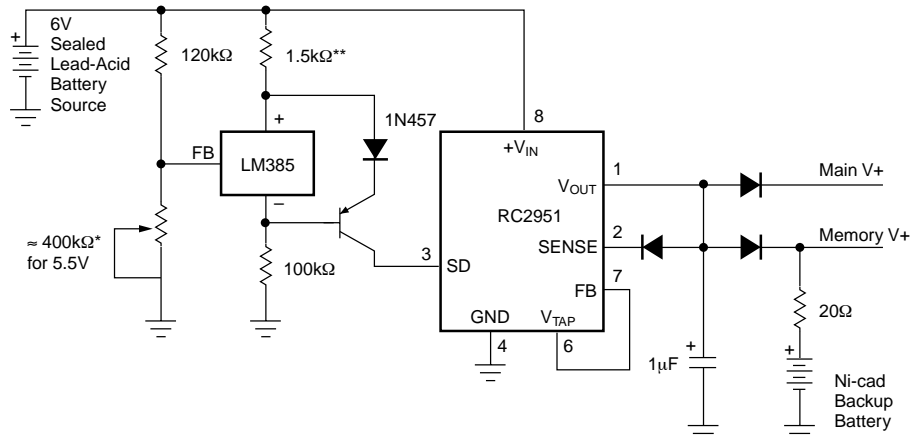 6V
Sealed
Lead-Acid
Battery
Source
+
120kΩ
1.5kΩ**
1N457
FB
+
LM385
−
≈ 400kΩ*
for 5.5V
100kΩ
8
+VIN
VOUT
1
RC2951
SENSE
2
3
SD
FB
7
GND
VTAP
4
6
Main V+
Memory V+
20Ω
+
1μF
+
Ni-cad
Backup
Battery